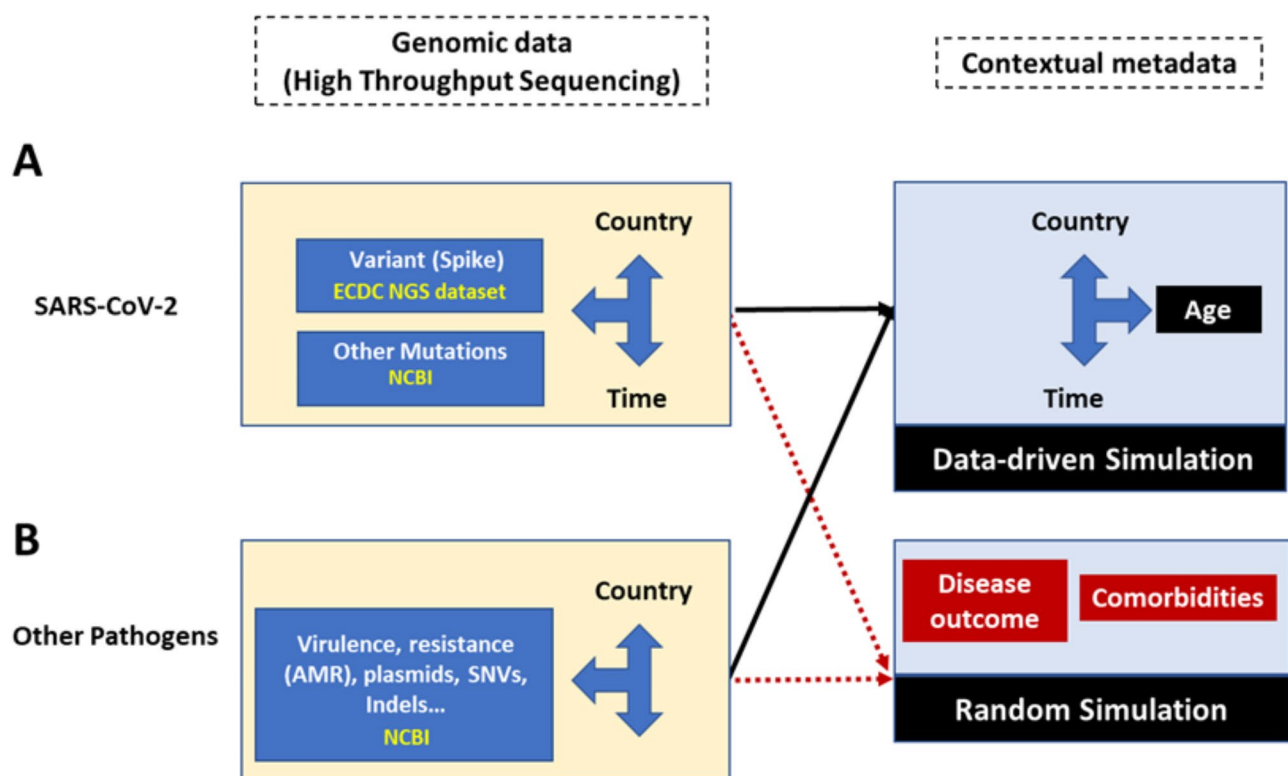 Genomic data
(High Throughput Sequencing)
Contextual metadata
A
SARS-CoV-2
Variant (Spike)
ECDC NGS dataset
Other Mutations
NCBI
Country
Time
Country
Age
Time
Data-driven Simulation
B
Other Pathogens
Virulence, resistance
(AMR), plasmids, SNVs,
Indels...
NCBI
Country
Disease
outcome
Comorbidities
Random Simulation